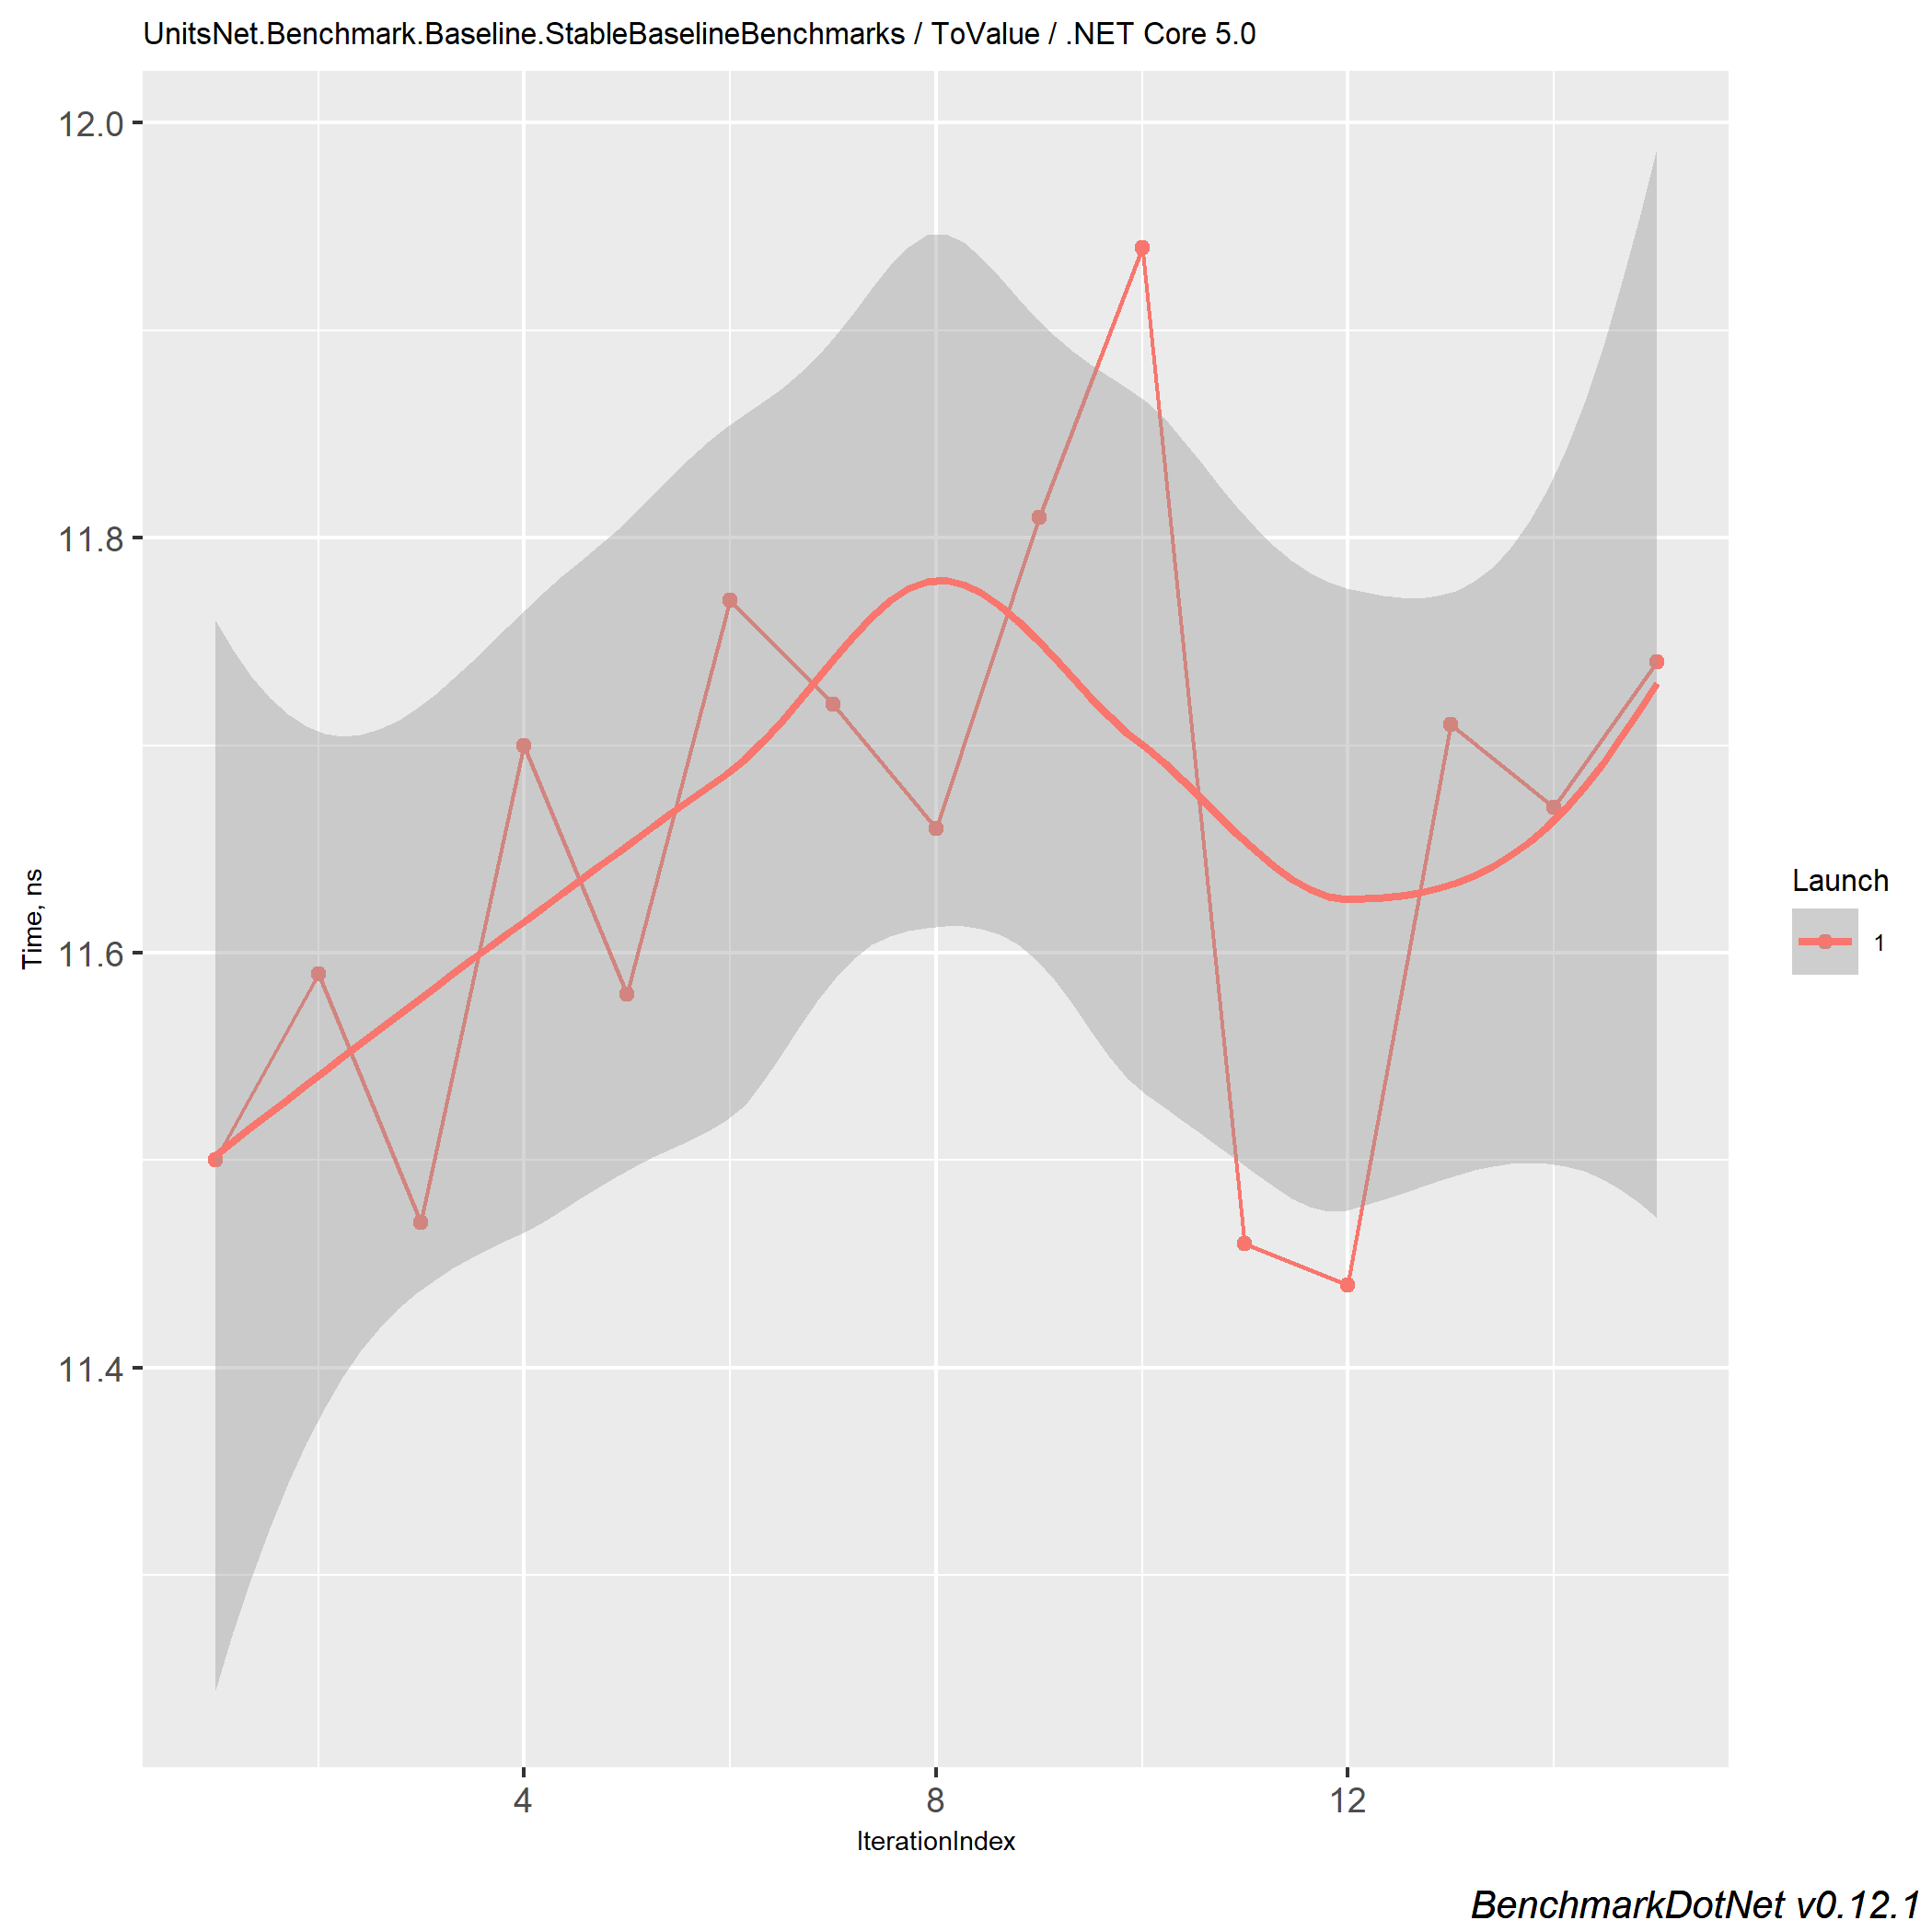 UnitsNet.Benchmark.Baseline.StableBaselineBenchmarks / ToValue / .NET Core 5.0
12.0
11.8
11.6
11.4
Time, ns
4
8
12
IterationIndex
Launch
1
BenchmarkDotNet v0.12.1